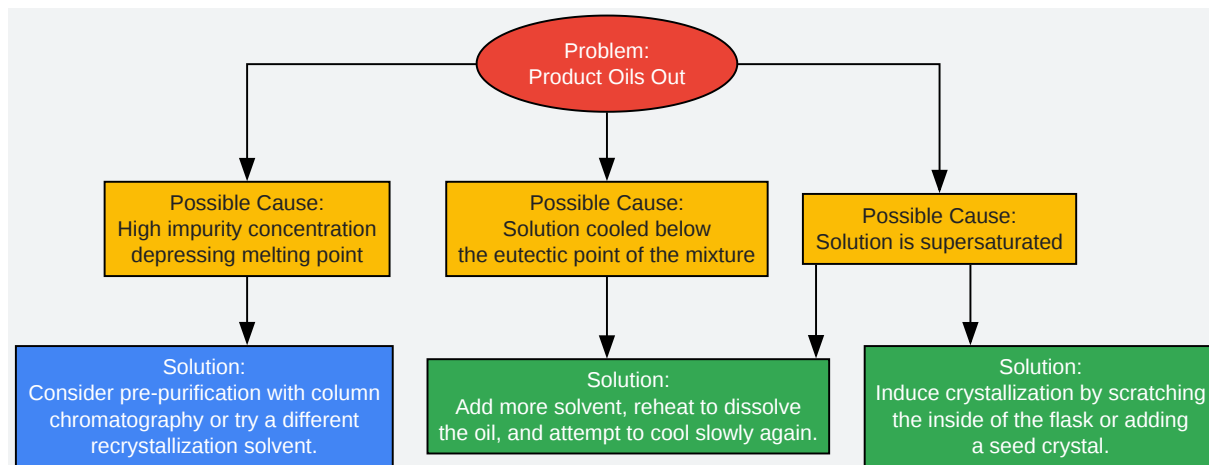 Problem:
Product Oils Out
Possible Cause:
High impurity concentration
depressing melting point
Possible Cause:
Solution cooled below
the eutectic point of the mixture
Possible Cause:
Solution is supersaturated
Solution:
Consider pre-purification with column
chromatography or try a different
recrystallization solvent.
Solution:
Add more solvent, reheat to dissolve
the oil, and attempt to cool slowly again.
Solution:
Induce crystallization by scratching
the inside of the flask or adding
a seed crystal.